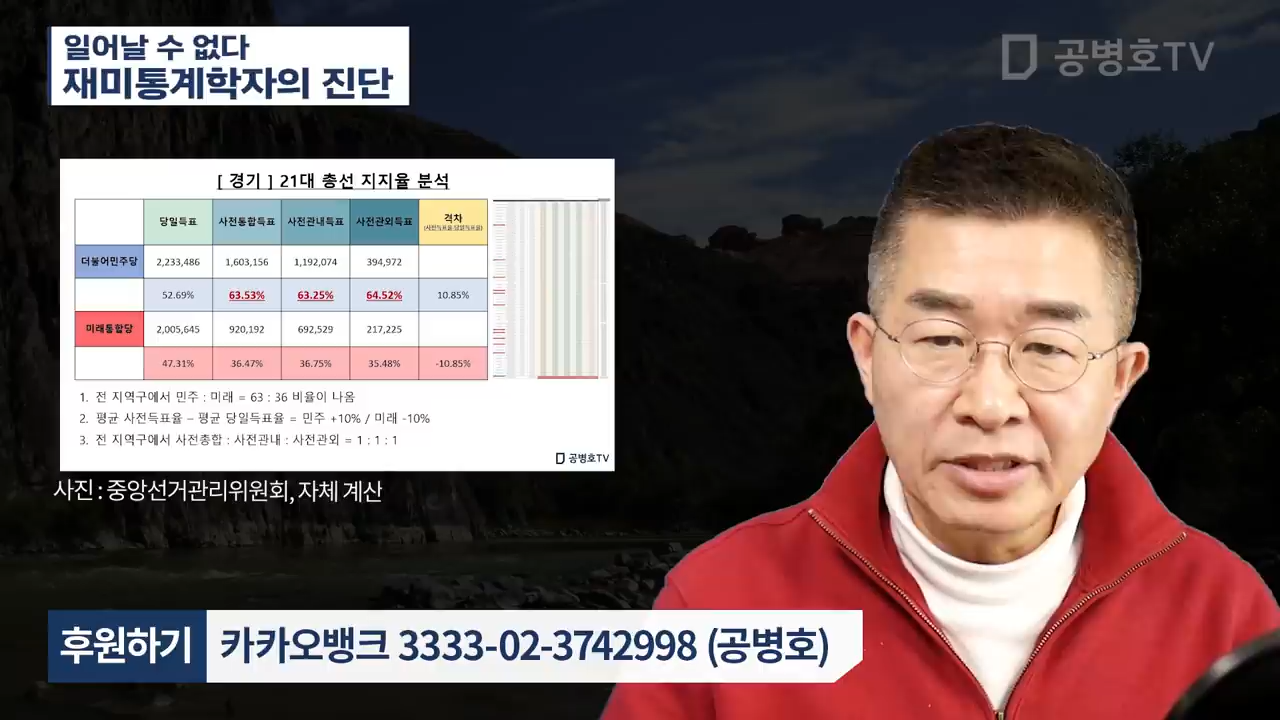 일어날 수 없다
재미통계학자의 진단
공병호TV
[ 경기 ] 21대 총선 지지율 분석
당일득표 사전통합득표 사전관내득표 사전관외득표 격차
(사전득표율-당일득표율)
더불어민주당 2,233,486 1,603,156 1,192,074 394,972
52.69% 63.53% 63.25% 64.52% 10.85%
미래통합당 2,005,645 920,192 692,529 217,225
47.31% 36.47% 36.75% 35.48% -10.85%
1. 전 지역구에서 민주 : 미래 = 63 : 36 비율이 나옴
2. 평균 사전득표율 – 평균 당일득표율 = 민주 +10% / 미래 -10%
3. 전 지역구에서 사전총합 : 사전관내 : 사전관외 = 1 : 1 : 1
공병호TV
사진 : 중앙선거관리위원회, 자체 계산
후원하기 카카오뱅크 3333-02-3742998 (공병호)